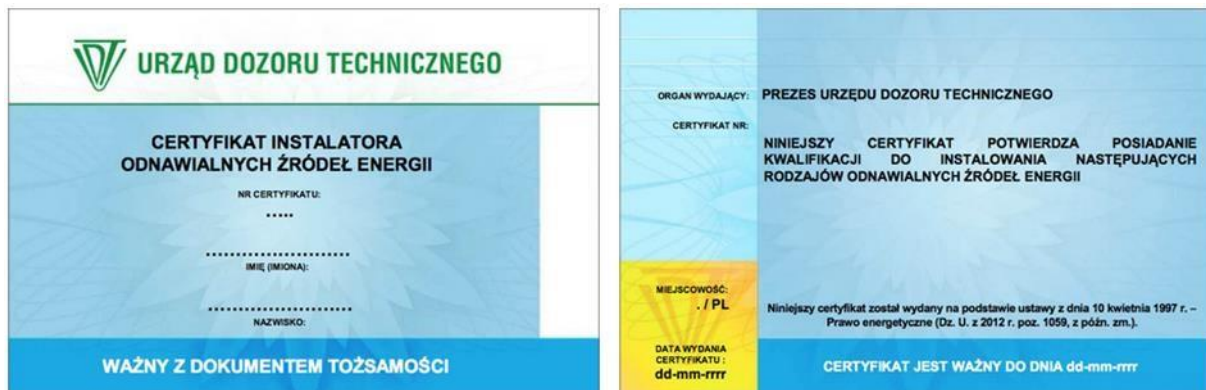 URZĄD DOZORU TECHNICZNEGO
CERTYFIKAT INSTALATORA
ODNAWIALNYCH ŹRÓDEŁ ENERGII
NR CERTYFIKATU:
.....
........................
IMIĘ (IMIONA):
........................
NAZWISKO:
WAŻNY Z DOKUMENTEM TOŻSAMOŚCI
ORGAN WYDAJĄCY: PREZES URZĘDU DOZORU TECHNICZNEGO
CERTYFIKAT NR:
NINIEJSZY CERTYFIKAT POTWIERDZA POSIADANIE
KWALIFIKACJI DO INSTALOWANIA NASTĘPUJĄCYCH
RODZAJÓW ODNAWIALNYCH ŹRÓDEŁ ENERGII
MIEJSCOWOŚĆ:
. / PL
Niniejszy certyfikat został wydany na podstawie ustawy z dnia 10 kwietnia 1997 r. –
Prawo energetyczne (Dz. U. z 2012 r. poz. 1059, z późn. zm.).
DATA WYDANIA
CERTYFIKATU :
dd-mm-rrrr
CERTYFIKAT JEST WAŻNY DO DNIA dd-mm-rrrr